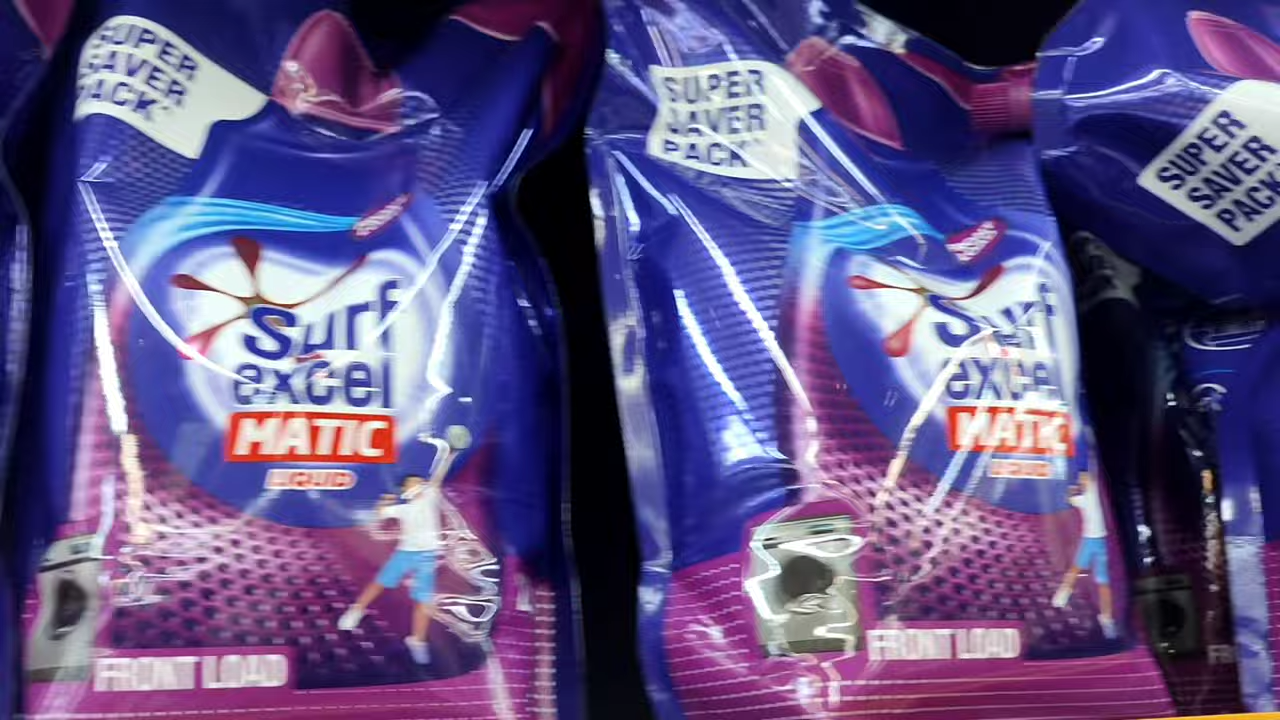 SUPER
SAVER
PACK
Surf
excel
MATIC
LIQUID
FRONT LOAD
SUPER
SAVER
PACK
Surf
excel
MATIC
LIQUID
FRONT LOAD
SUPER
SAVER
PACK